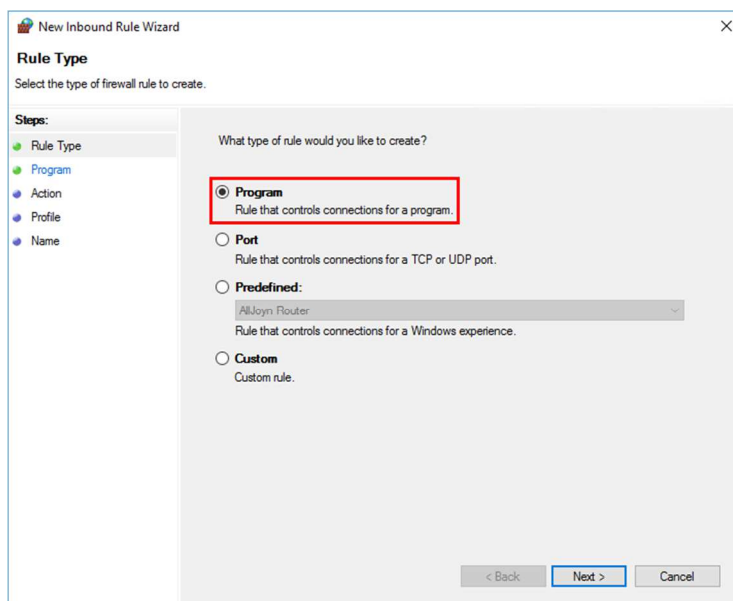 New Inbound Rule Wizard
Rule Type
Select the type of firewall rule to create.
Steps:
Rule Type
Program
Action
Profile
Name
What type of rule would you like to create?
Program
Rule that controls connections for a program.
Port
Rule that controls connections for a TCP or UDP port.
Predefined:
AllJoyn Router
Rule that controls connections for a Windows experience.
Custom
Custom rule.
< Back
Next >
Cancel